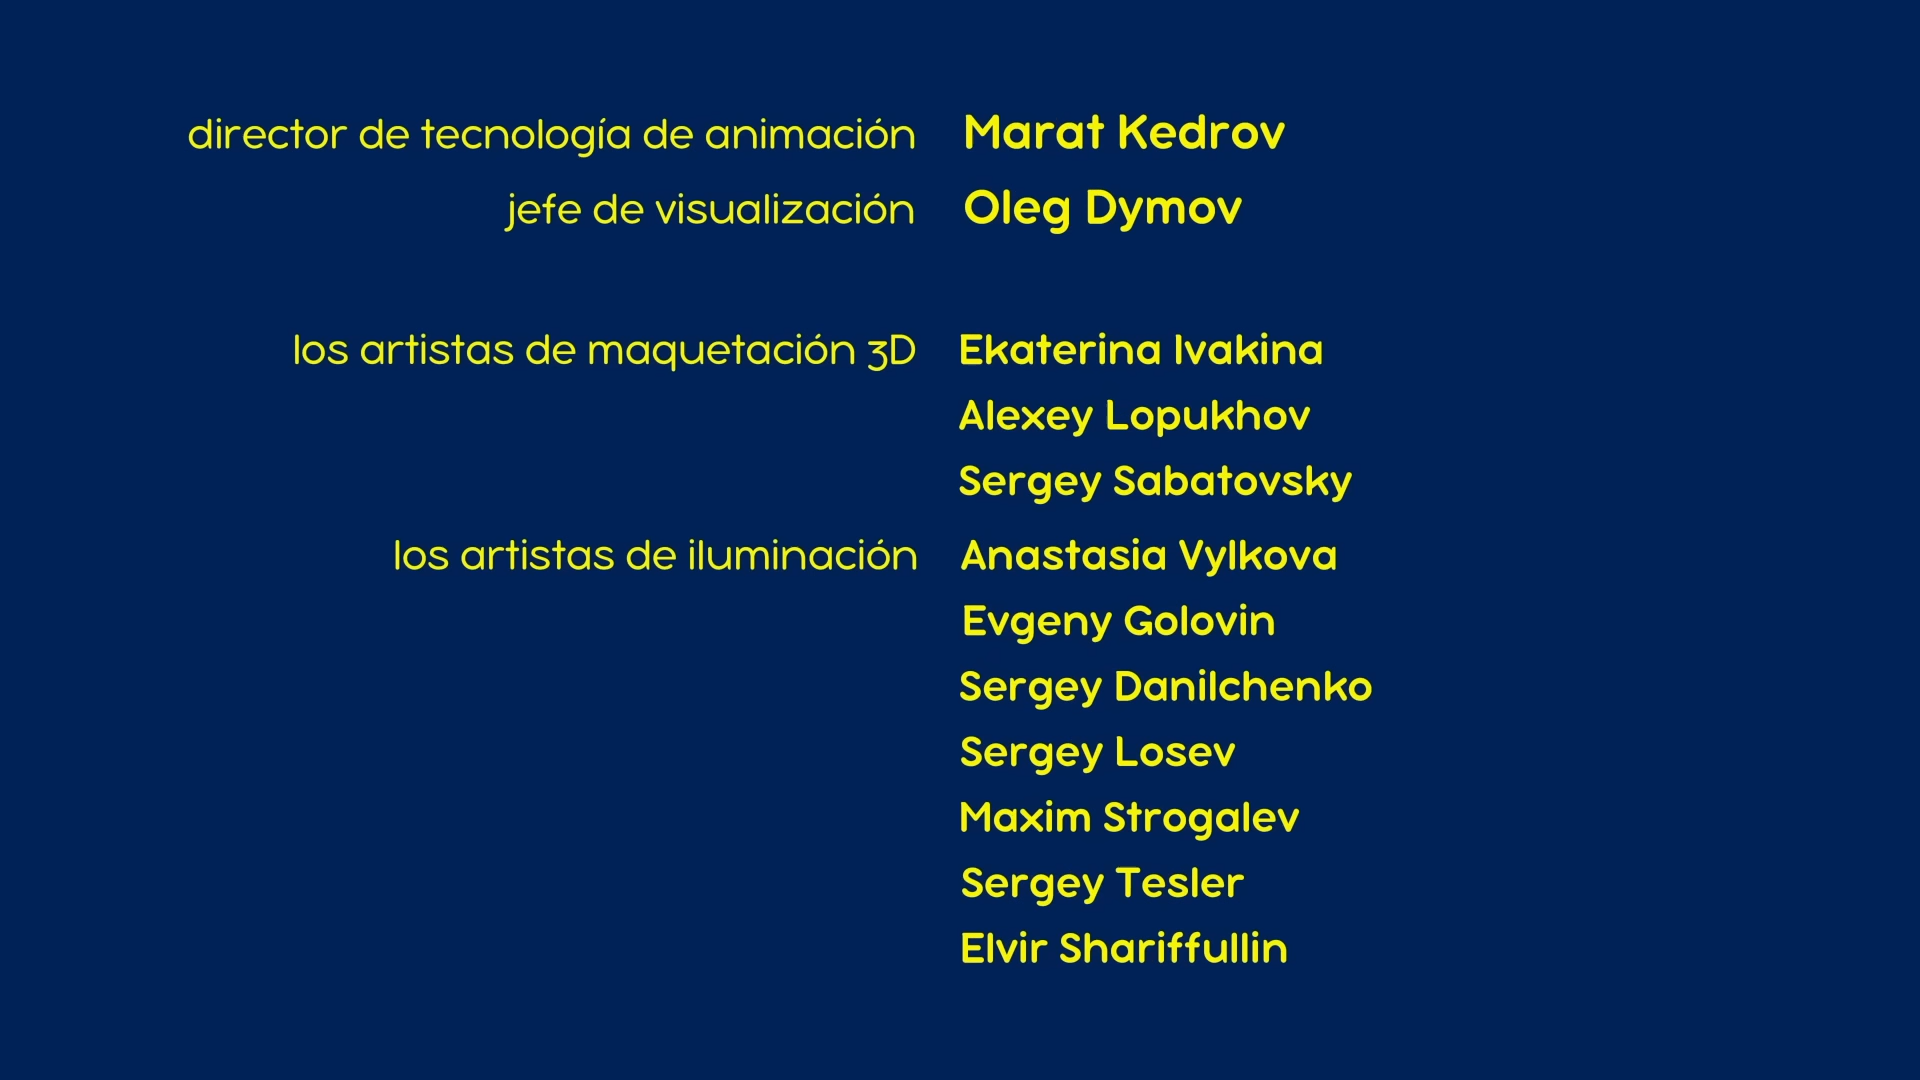 director de tecnología de animación Marat Kedrov
jefe de visualización Oleg Dymov
los artistas de maquetación 3D Ekaterina Ivakina
Alexey Lopukhov
Sergey Sabatovsky
los artistas de iluminación Anastasia Vylkova
Evgeny Golovin
Sergey Danilchenko
Sergey Losev
Maxim Strogalev
Sergey Tesler
Elvir Shariffullin